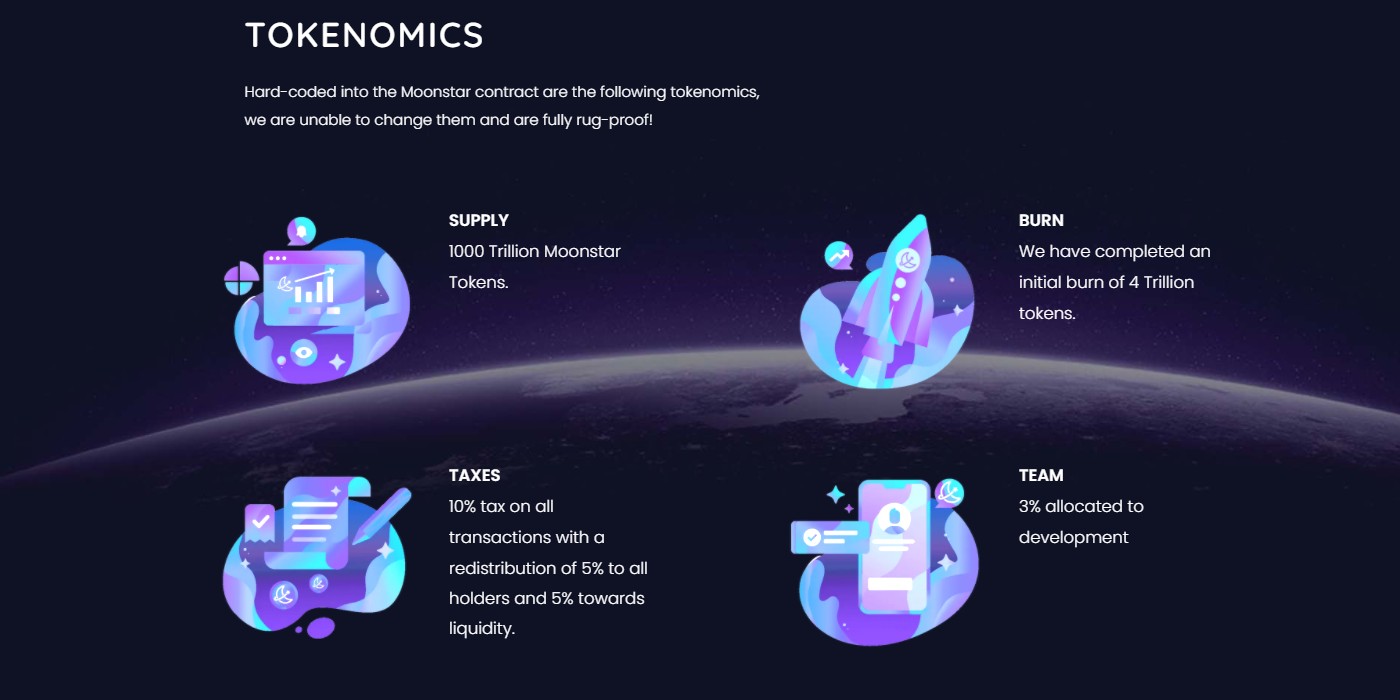 TOKENOMICS
Hard-coded into the Moonstar contract are the following tokenomics,
we are unable to change them and are fully rug-proof!
SUPPLY
1000 Trillion Moonstar
Tokens.
BURN
We have completed an
initial burn of 4 Trillion
tokens.
TAXES
10% tax on all
transactions with a
redistribution of 5% to all
holders and 5% towards
liquidity.
TEAM
3% allocated to
development